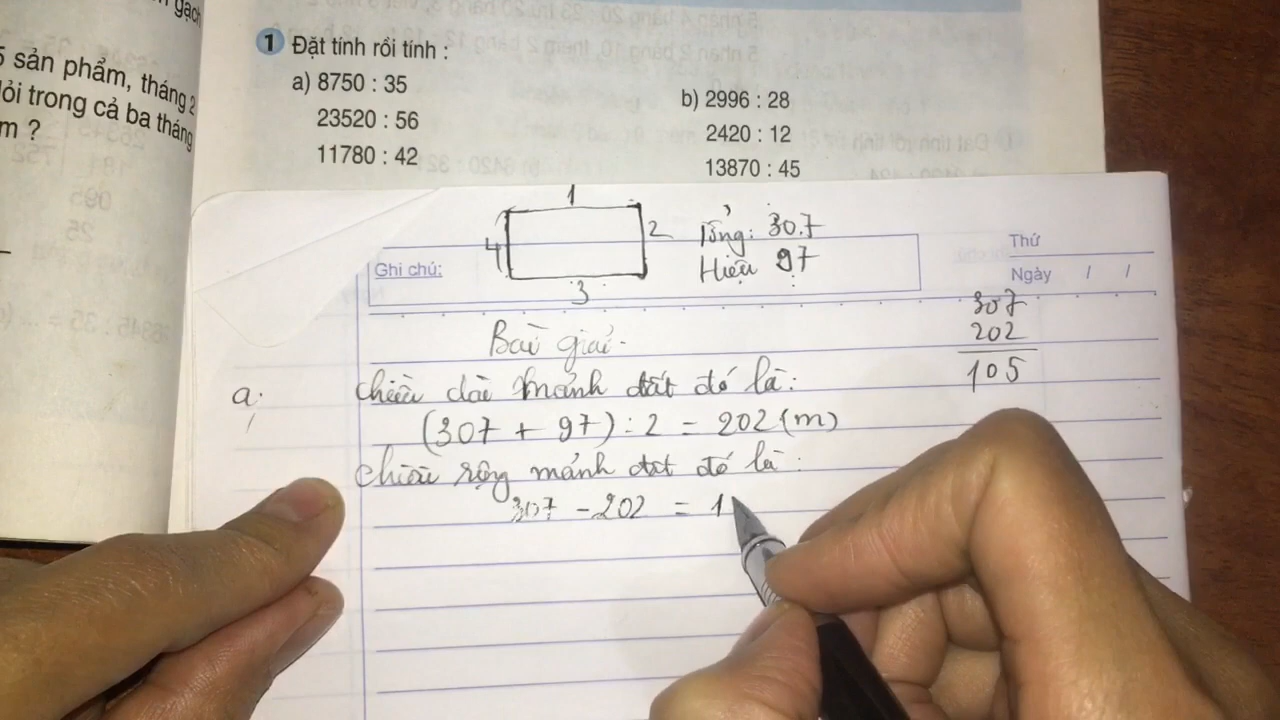 gạch
5 sản phẩm, tháng 2
ỏi trong cả ba tháng
m ?
1 Đặt tính rồi tính :
a) 8750 : 35
23520 : 56
11780 : 42
b) 2996 : 28
2420 : 12
13870 : 45
1
2
3
4
Tổng: 307
Hiệu 97
Ghi chú:
Thứ
Ngày / /
307
202
105
Bài giải.
a.
Chiều dài mảnh đất đó là:
(307 + 97) : 2 = 202 (m)
Chiều rộng mảnh đất đó là:
307 - 202 = 1